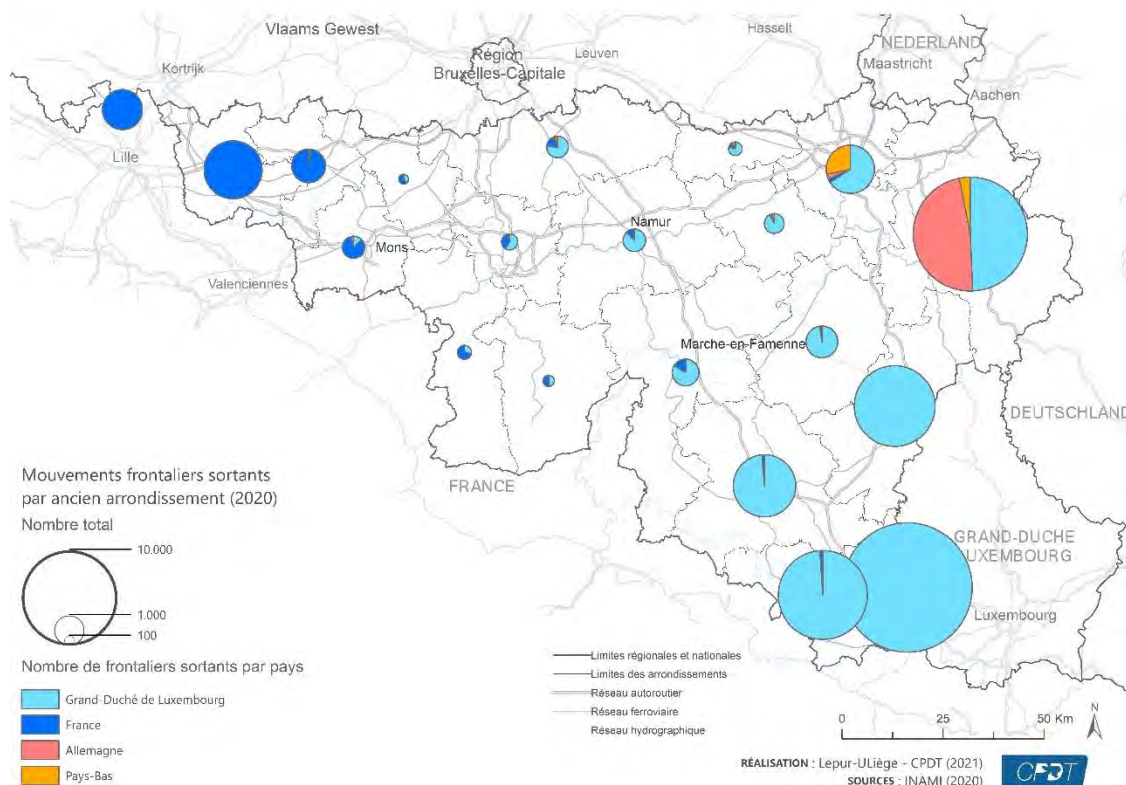 Vlaams Gewest
Hasselt
NEDERLAND
Maastricht
Région
Bruxelles-Capitale
Leuven
Kortrijk
Aachen
Lille
Namur
Mons
Valenciennes
Marche-en-Famenne
DEUTSCHLAND
FRANCE
GRAND-DUCHE
LUXEMBOURG
Luxembourg
Mouvements frontaliers sortants
par ancien arrondissement (2020)
Nombre total
10.000
1.000
100
Nombre de frontaliers sortants par pays
Grand-Duché de Luxembourg
France
Allemagne
Pays-Bas
Limites régionales et nationales
Limites des arrondissements
Réseau autoroutier
Réseau ferroviaire
Réseau hydrographique
0 25 50 Km
N
RÉALISATION : Lepur-ULiège - CPDT (2021)
SOURCES : INAMI (2020)
CPDT